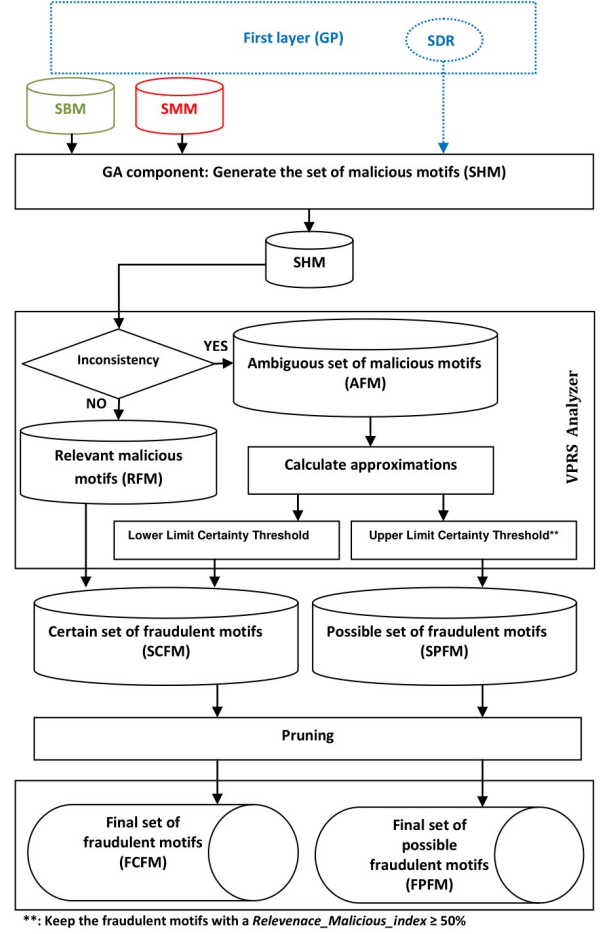 First layer (GP)
SDR
SBM
SMM
GA component: Generate the set of malicious motifs (SHM)
SHM
Inconsistency
YES
NO
Ambiguous set of malicious motifs
(AFM)
VPRS Analyzer
Relevant malicious
motifs (RFM)
Calculate approximations
Lower Limit Certainty Threshold
Upper Limit Certainty Threshold**
Certain set of fraudulent motifs
(SCFM)
Possible set of fraudulent motifs
(SPFM)
Pruning
Final set of
fraudulent motifs
(FCFM)
Final set of
possible
fraudulent motifs
(FPFM)
**: Keep the fraudulent motifs with a Relevenace_Malicious_index ≥ 50%